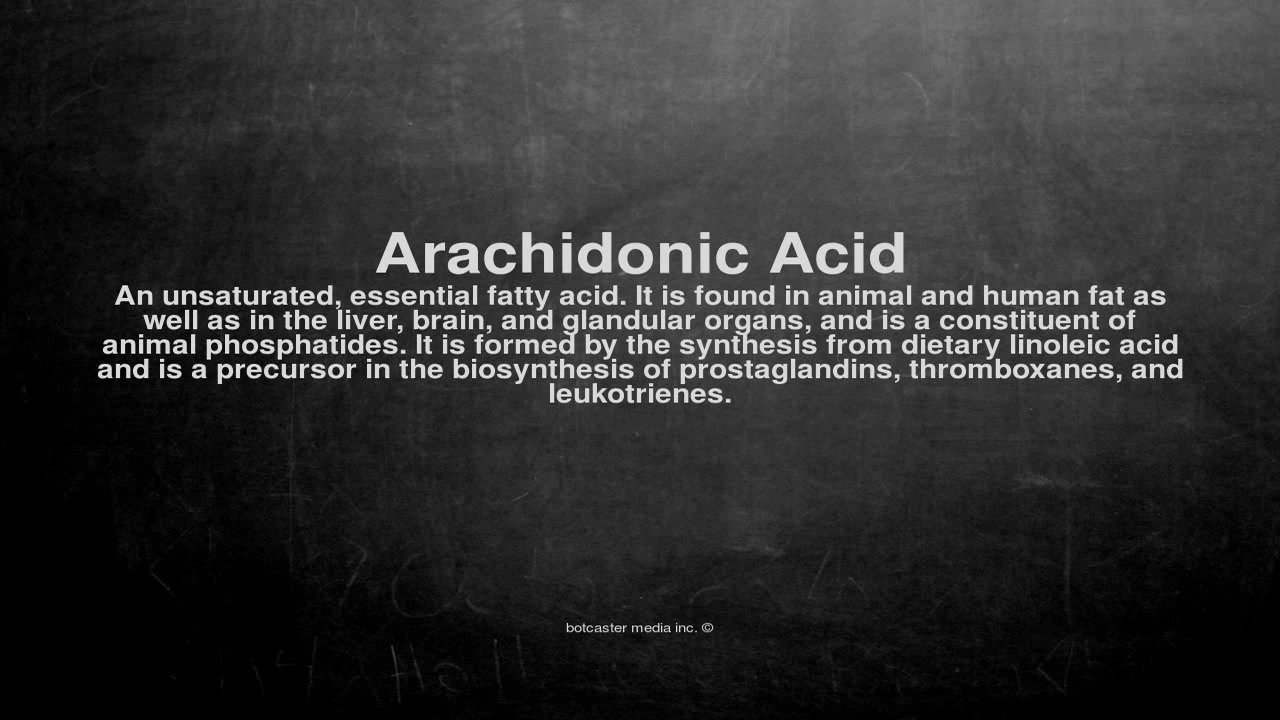 Arachidonic Acid
An unsaturated, essential fatty acid. It is found in animal and human fat as
well as in the liver, brain, and glandular organs, and is a constituent of
animal phosphatides. It is formed by the synthesis from dietary linoleic acid
and is a precursor in the biosynthesis of prostaglandins, thromboxanes, and
leukotrienes.
botcaster media inc. ©